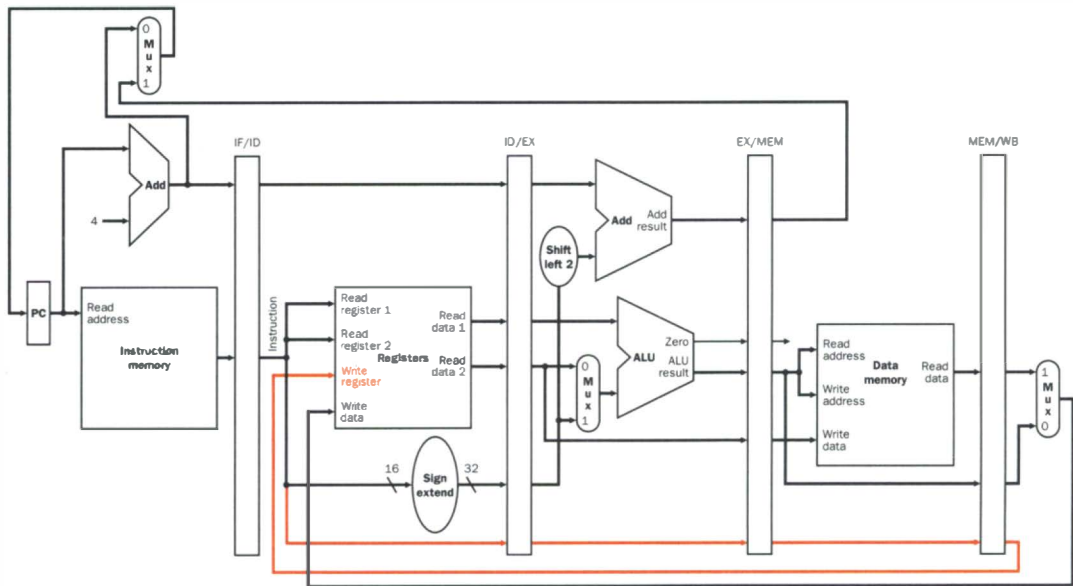 0
M
u
x
1
IF/ID
ID/EX
EX/MEM
MEM/WB
Add
4
Add
Add
result
Shift
left 2
PC
Read
address
Instruction
memory
Instruction
Read
register 1
Read
register 2
Registers
Write
register
Write
data
Read
data 1
Read
data 2
0
M
u
x
1
Zero
ALU
ALU
result
Read
address
Data
memory
Read
data
Write
address
Write
data
1
M
u
x
0
16
Sign
extend
32